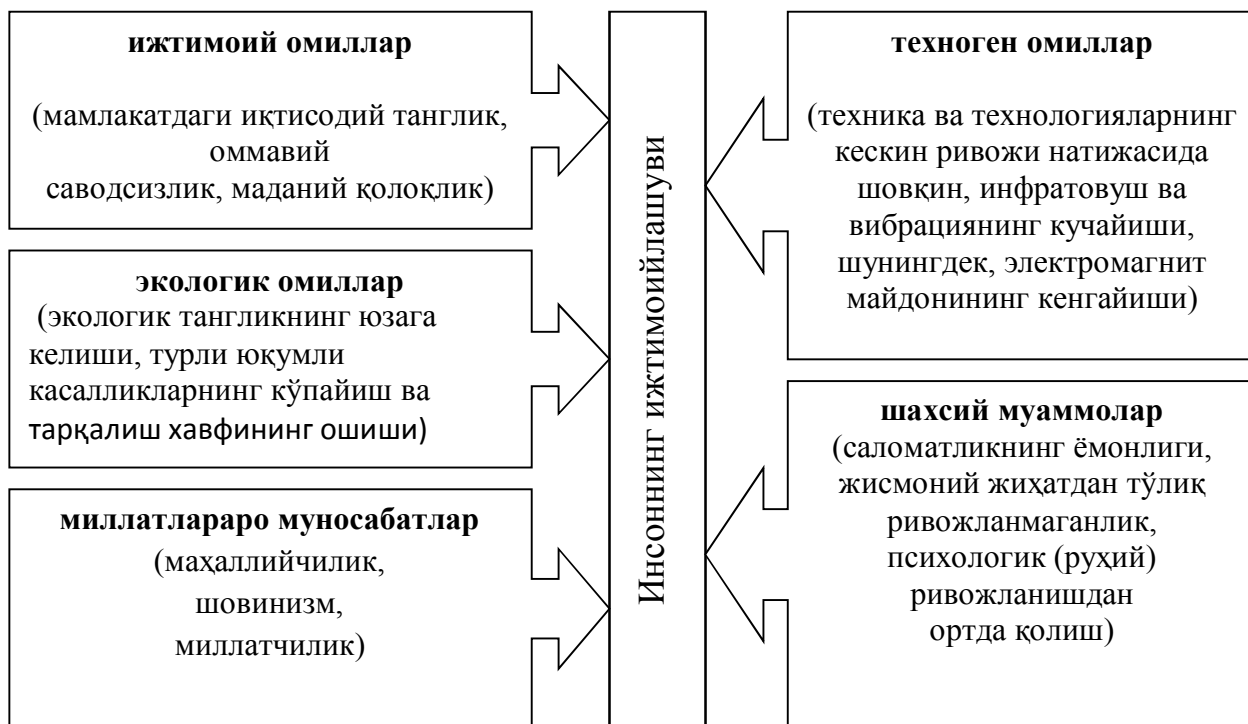 ижтимоий омиллар
(мамлакатдаги иқтисодий танглик,
оммавий
саводсизлик, маданий қолоқлик)
экологик омиллар
(экологик тангликнинг юзага
келиши, турли юқумли
касалликларнинг кўпайиш ва
тарқалиш хавфининг ошиши)
миллатлараро муносабатлар
(маҳаллийчилик,
шовинизм,
миллатчилик)
Инсоннинг ижтимоийлашуви
техноген омиллар
(техника ва технологияларнинг
кескин ривожи натижасида
шовқин, инфратовуш ва
вибрациянинг кучайиши,
шунингдек, электромагнит
майдонининг кенгайиши)
шахсий муаммолар
(саломатликнинг ёмонлиги,
жисмоний жиҳатдан тўлиқ
ривожланмаганлик,
психологик (руҳий)
ривожланишдан
ортда қолиш)